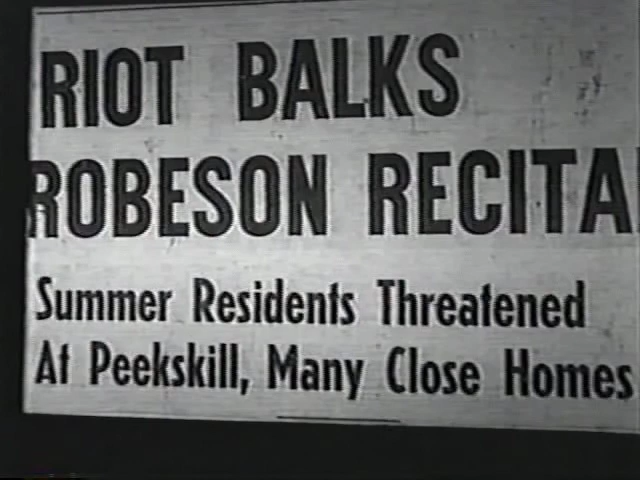 RIOT BALKS
ROBESON RECITA
Summer Residents Threatened
At Peekskill, Many Close Homes